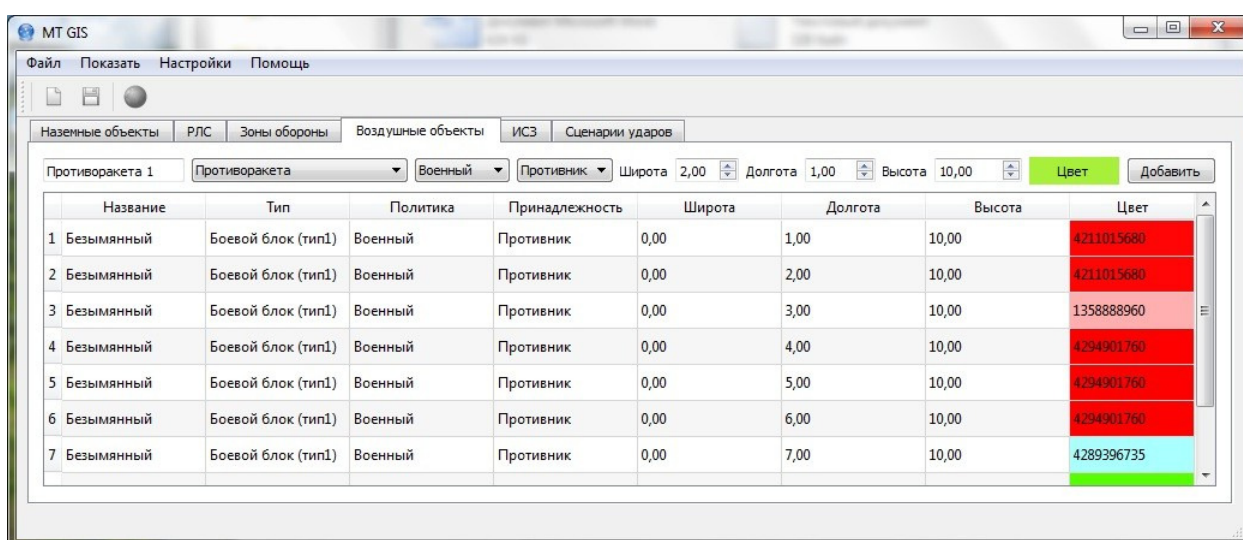 MT GIS
Файл Показать Настройки Помощь
Наземные объекты РЛС Зоны обороны Воздушные объекты ИСЗ Сценарии ударов
Противоракета 1 Противоракета Военный Противник Широта 2,00 Долгота 1,00 Высота 10,00 Цвет Добавить
Название Тип Политика Принадлежность Широта Долгота Высота Цвет
1 Безымянный Боевой блок (тип1) Военный Противник 0,00 1,00 10,00 4211015680
2 Безымянный Боевой блок (тип1) Военный Противник 0,00 2,00 10,00 4211015680
3 Безымянный Боевой блок (тип1) Военный Противник 0,00 3,00 10,00 1358888960
4 Безымянный Боевой блок (тип1) Военный Противник 0,00 4,00 10,00 4294901760
5 Безымянный Боевой блок (тип1) Военный Противник 0,00 5,00 10,00 4294901760
6 Безымянный Боевой блок (тип1) Военный Противник 0,00 6,00 10,00 4294901760
7 Безымянный Боевой блок (тип1) Военный Противник 0,00 7,00 10,00 4289396735